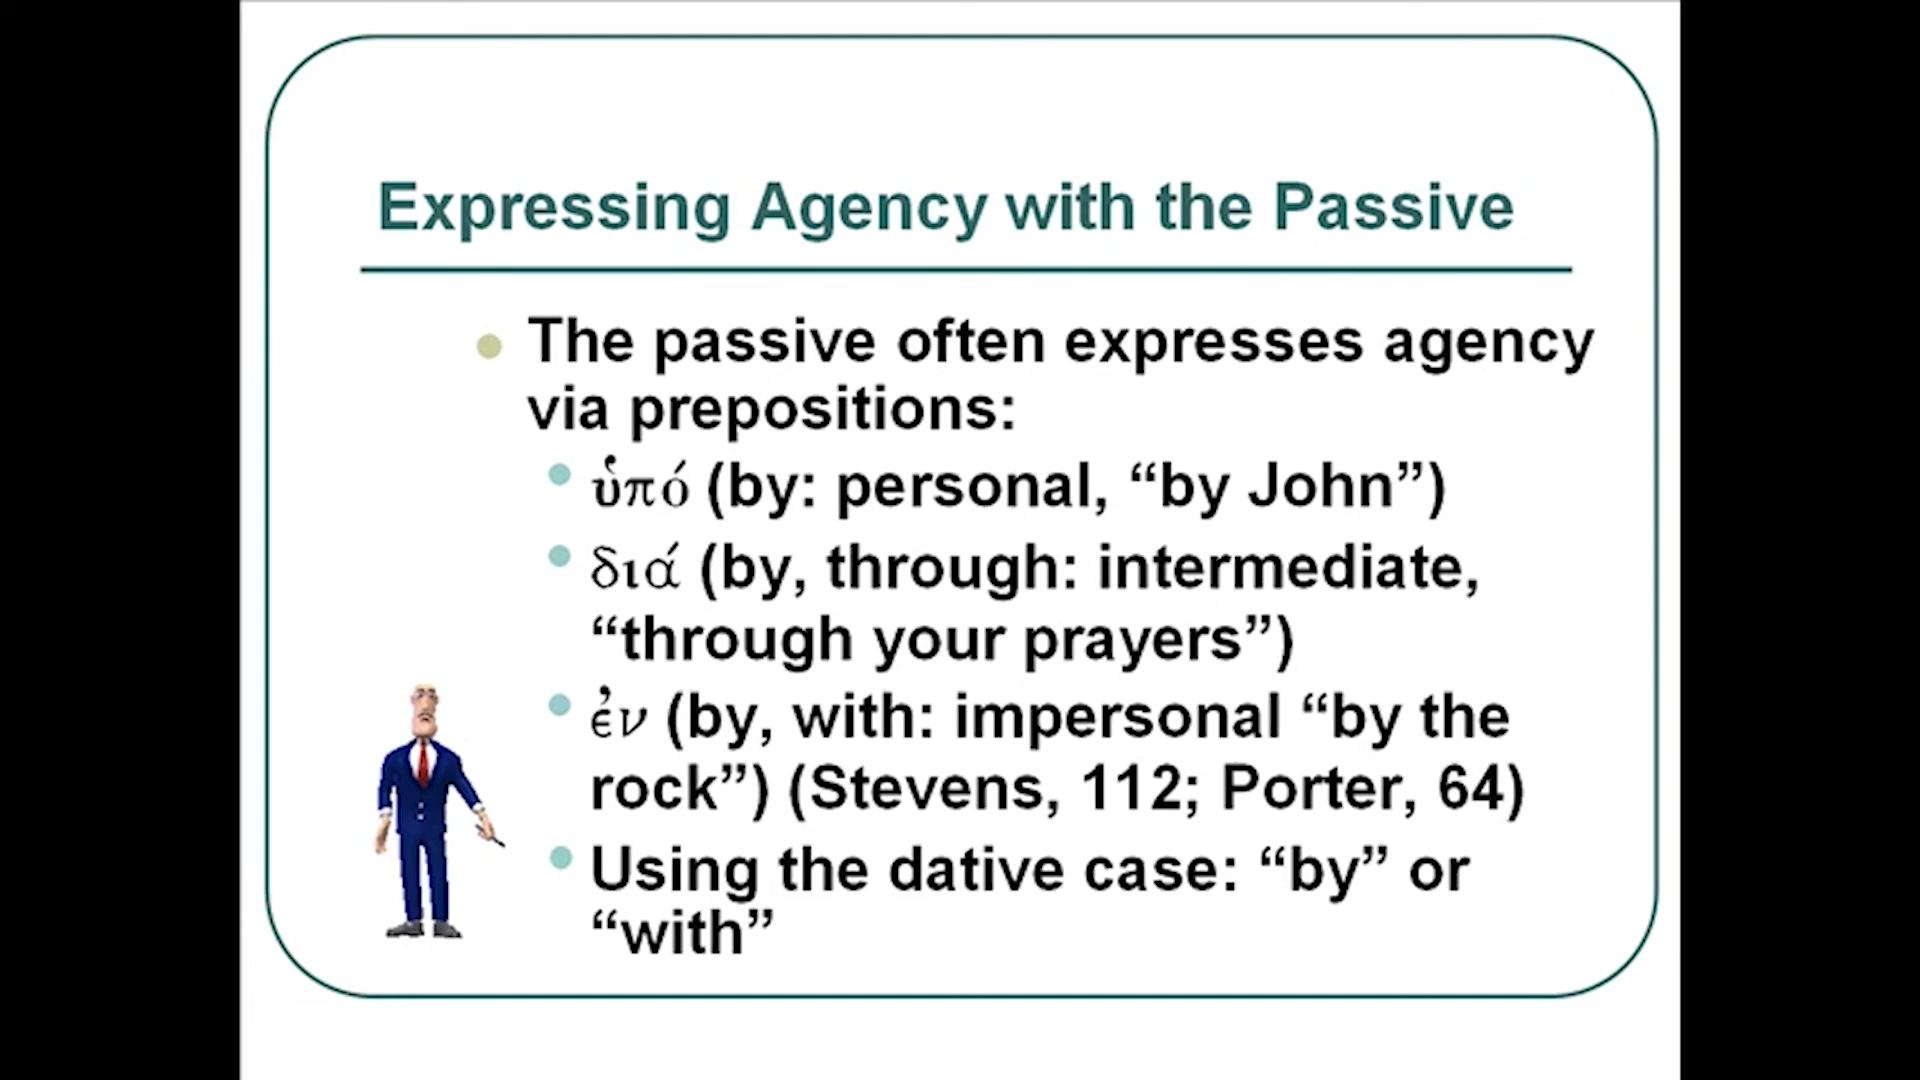 Expressing Agency with the Passive
The passive often expresses agency
via prepositions:
ὑπό (by: personal, “by John”)
διά (by, through: intermediate,
“through your prayers”)
ἐν (by, with: impersonal “by the
rock”) (Stevens, 112; Porter, 64)
Using the dative case: “by” or
“with”